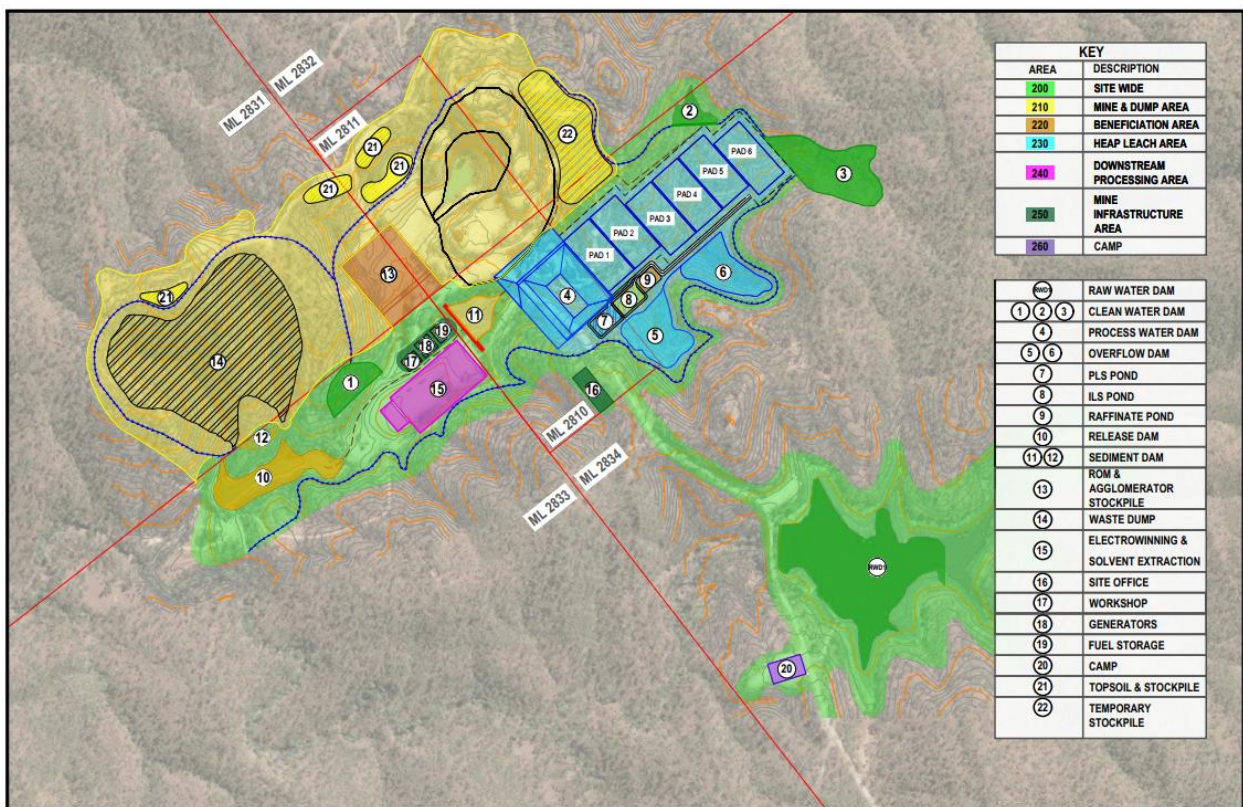 ML 2831
ML 2832
ML 2811
21
21
21
22
2
3
PAD 6
PAD 5
PAD 4
PAD 3
PAD 2
PAD 1
13
4
9
6
8
7
5
11
21
14
19
18
17
1
15
16
12
10
ML 2810
ML 2833
ML 2834
RWD1
20
KEY
AREA DESCRIPTION
200 SITE WIDE
210 MINE & DUMP AREA
220 BENEFICIATION AREA
230 HEAP LEACH AREA
240 DOWNSTREAM
PROCESSING AREA
250 MINE
INFRASTRUCTURE
AREA
260 CAMP
RWD1 RAW WATER DAM
1 2 3 CLEAN WATER DAM
4 PROCESS WATER DAM
5 6 OVERFLOW DAM
7 PLS POND
8 ILS POND
9 RAFFINATE POND
10 RELEASE DAM
11 12 SEDIMENT DAM
13 ROM &
AGGLOMERATOR
STOCKPILE
14 WASTE DUMP
15 ELECTROWINNING &
SOLVENT EXTRACTION
16 SITE OFFICE
17 WORKSHOP
18 GENERATORS
19 FUEL STORAGE
20 CAMP
21 TOPSOIL & STOCKPILE
22 TEMPORARY
STOCKPILE